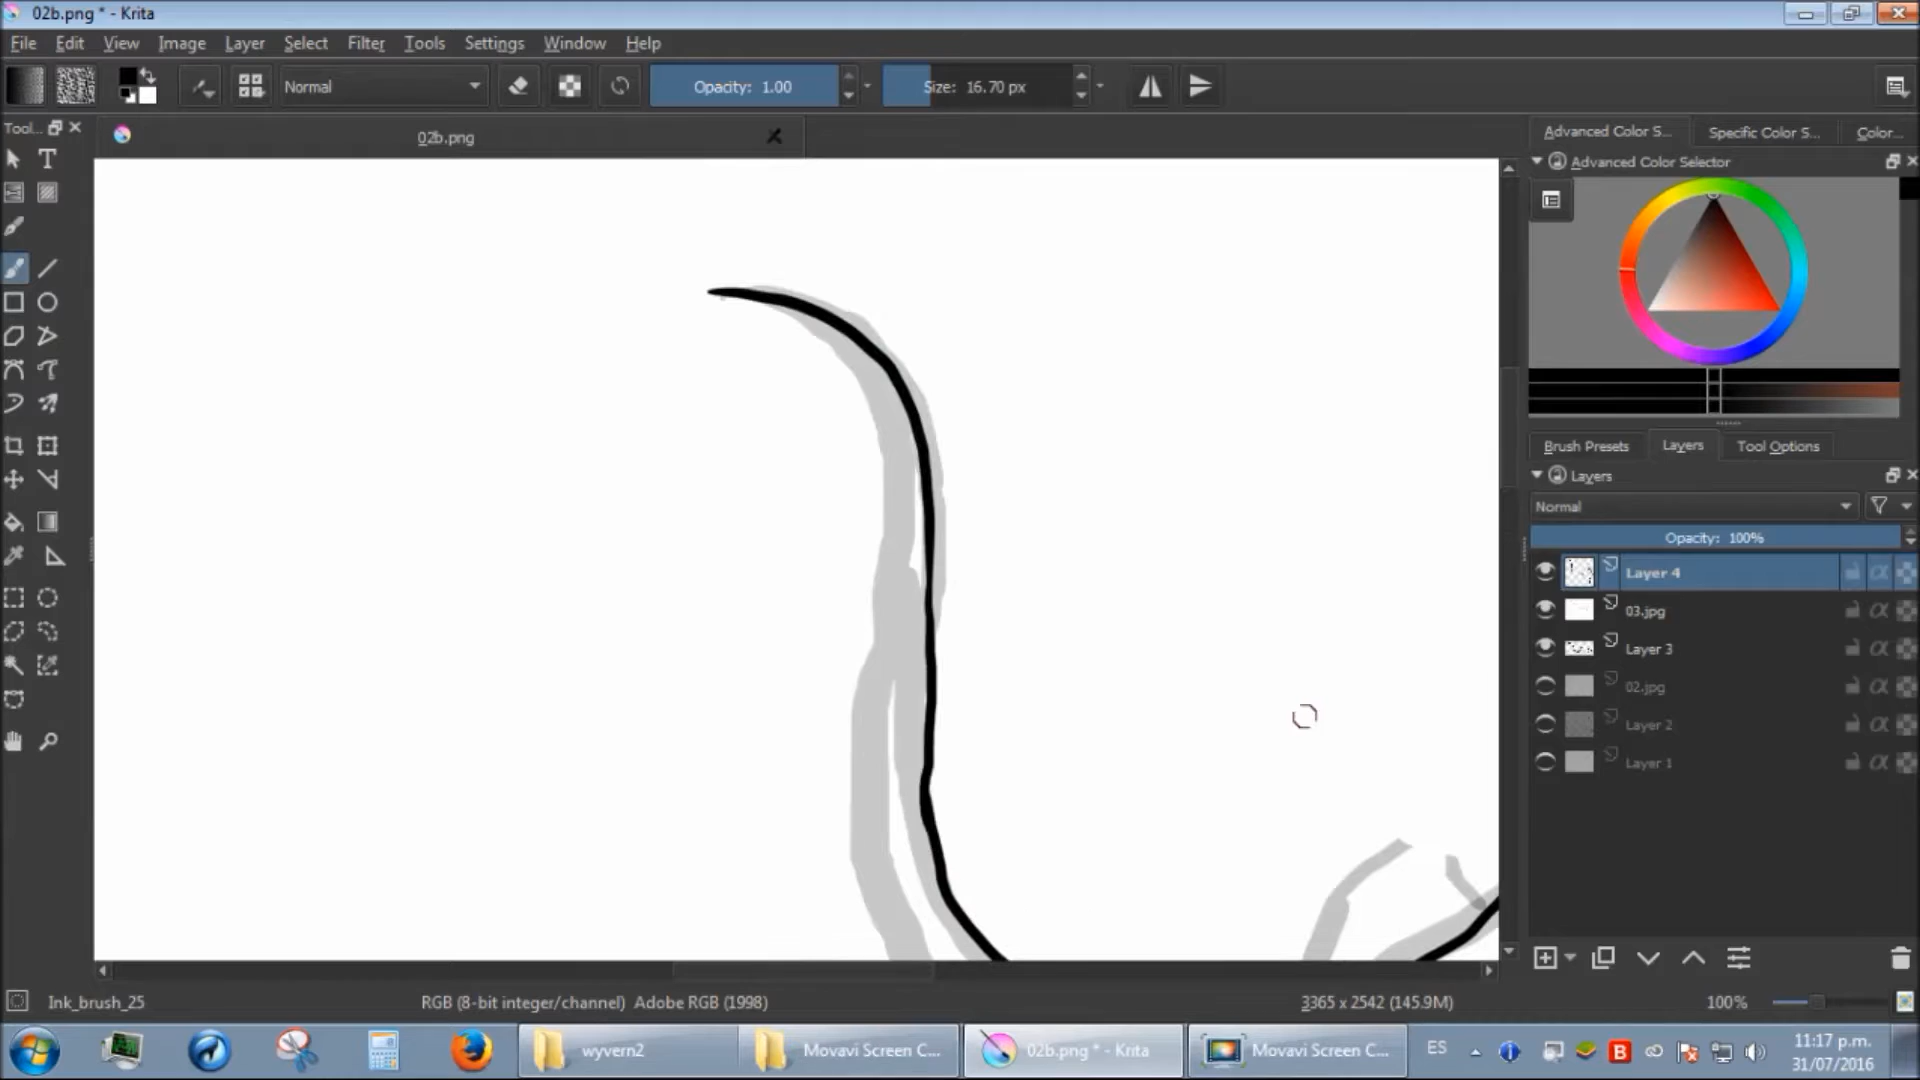 02b.png * - Krita
File Edit View Image Layer Select Filter Tools Settings Window Help
Normal Opacity: 1.00 Size: 16.70 px
Tool... 02b.png Advanced Color S... Specific Color S... Color...
Advanced Color Selector
Brush Presets Layers Tool Options
Layers
Normal
Opacity: 100%
Layer 4
03.jpg
Layer 3
02.jpg
Layer 2
Layer 1
Ink_brush_25 RGB (8-bit integer/channel) Adobe RGB (1998) 3365 x 2542 (145.9M) 100%
wyvern2 Movavi Screen C... 02b.png * - Krita Movavi Screen C... ES 11:17 p.m.
31/07/2016